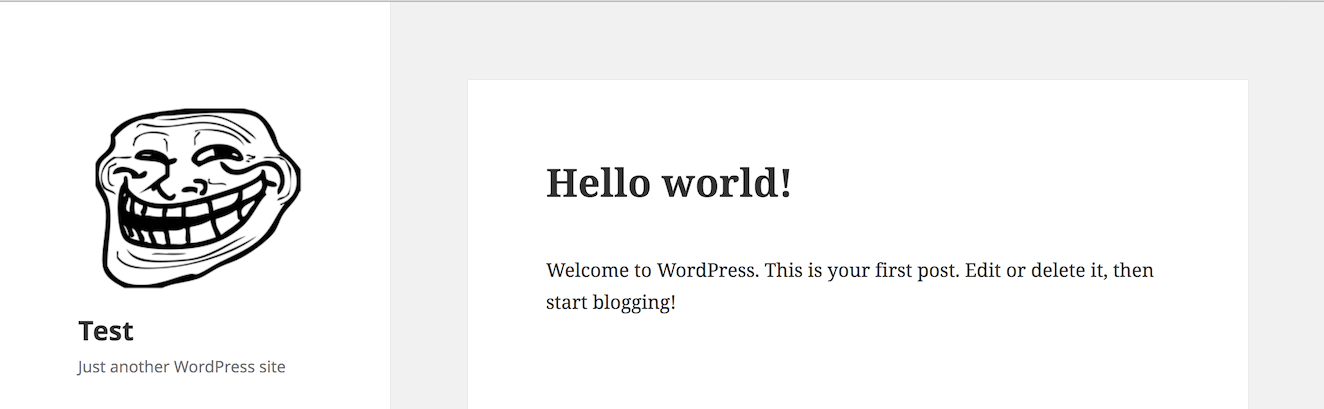 Test
Just another WordPress site
Hello world!
Welcome to WordPress. This is your first post. Edit or delete it, then
start blogging!